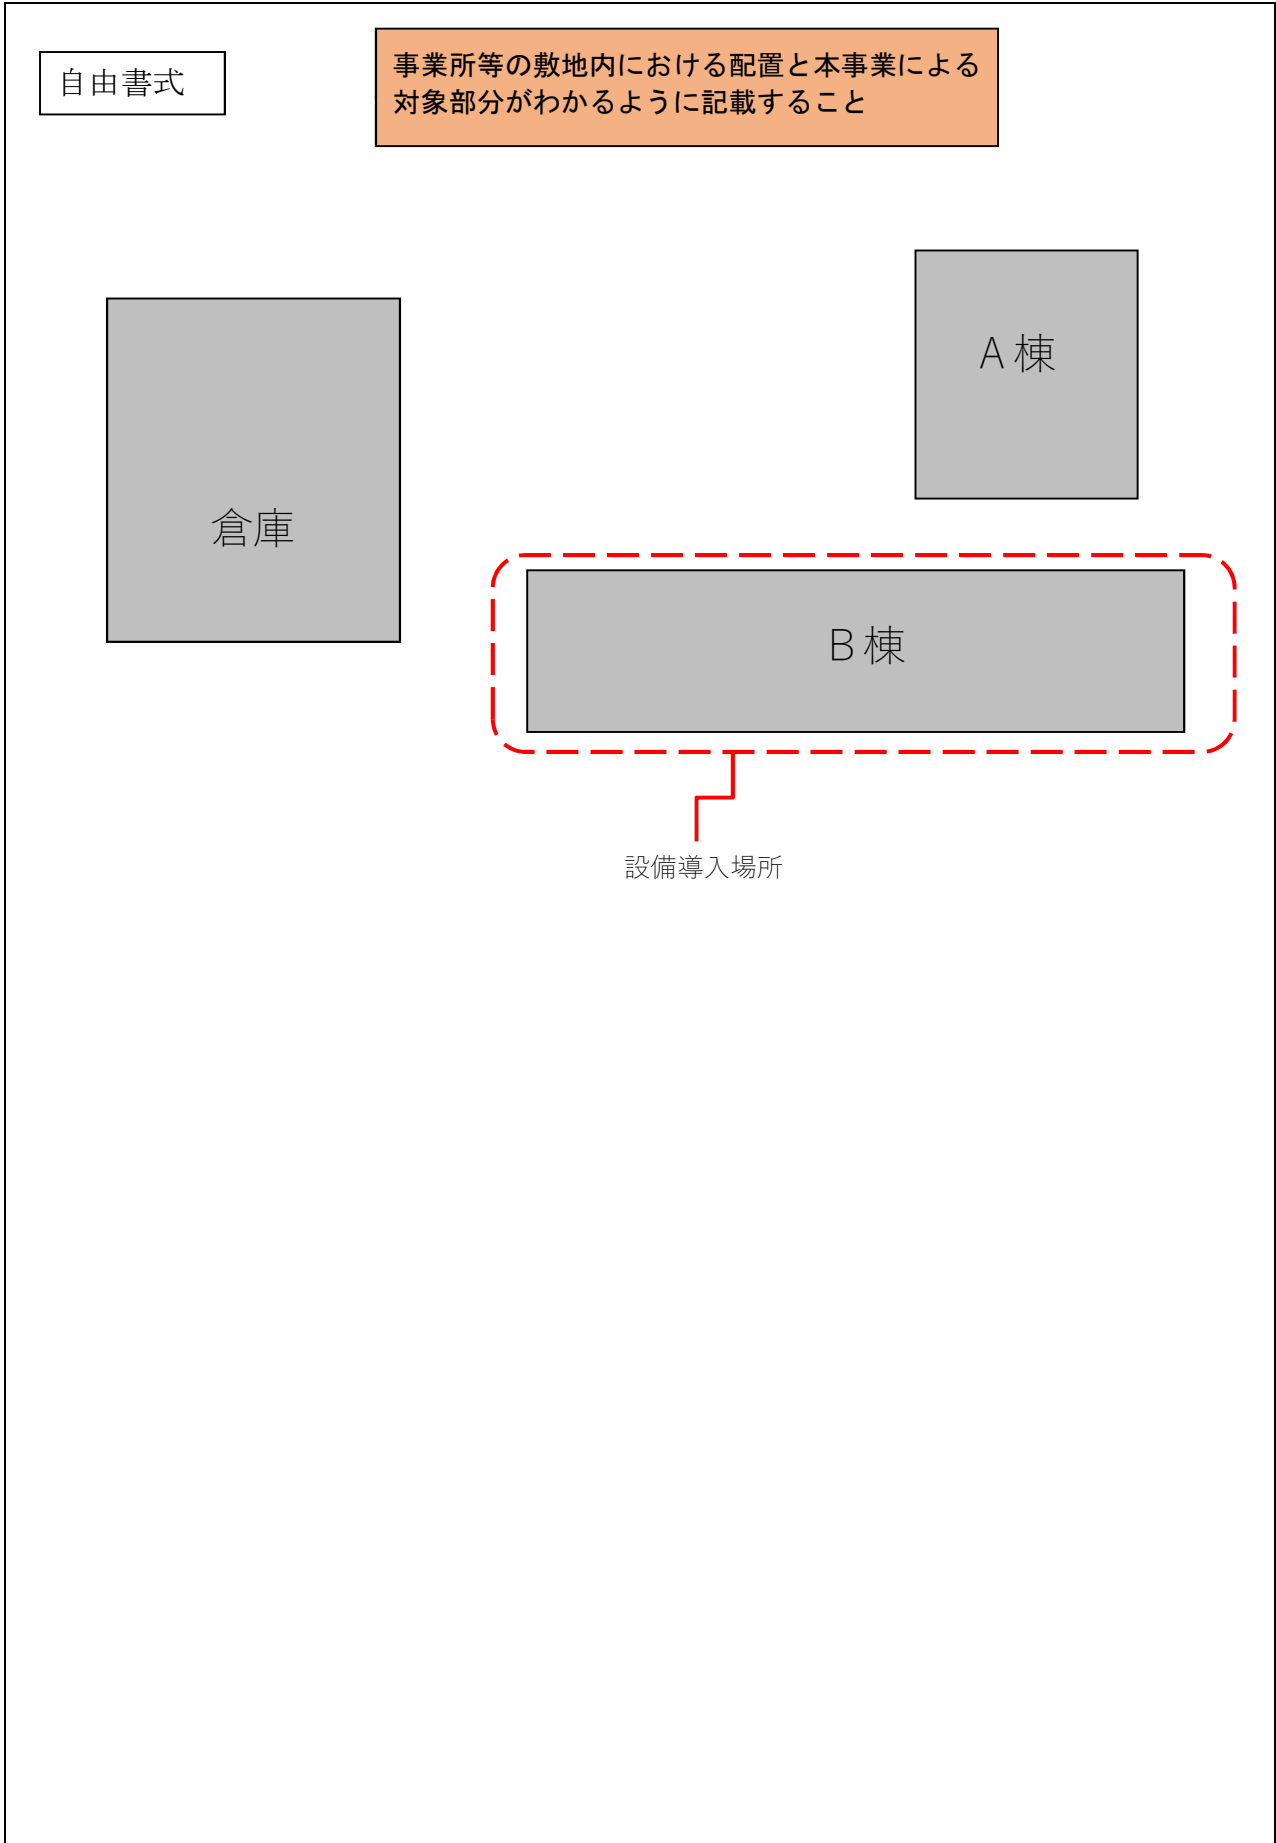 自由書式
事業所等の敷地内における配置と本事業による
対象部分がわかるように記載すること
A棟
倉庫
B棟
設備導入場所